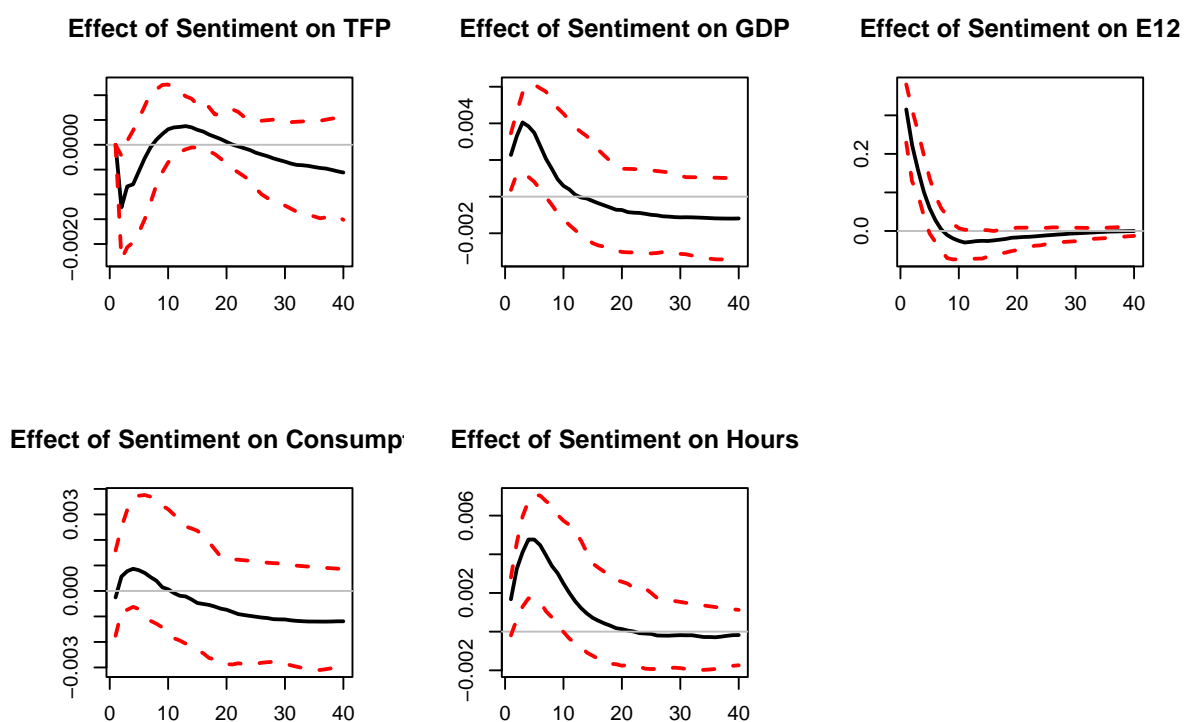 Effect of Sentiment on TFP
Effect of Sentiment on GDP
Effect of Sentiment on E12
−0.0020 0.0000
0 10 20 30 40
−0.002 0.004
0 10 20 30 40
0.0 0.2
0 10 20 30 40
Effect of Sentiment on Consump
Effect of Sentiment on Hours
−0.003 0.000 0.003
0 10 20 30 40
−0.002 0.002 0.006
0 10 20 30 40